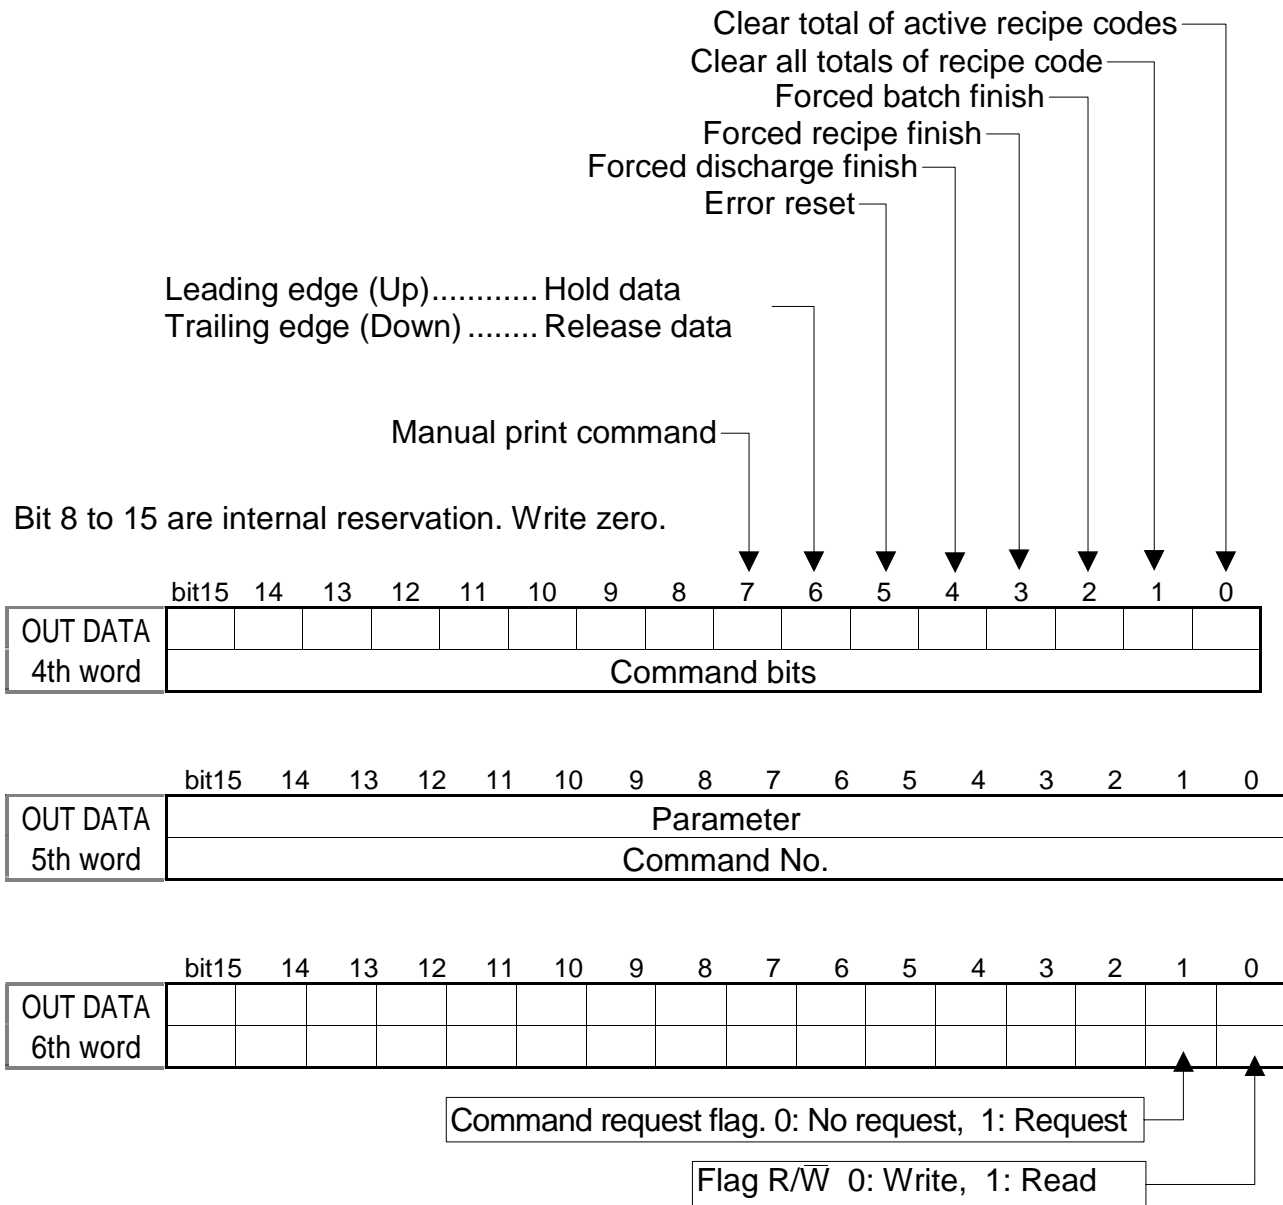 Clear total of active recipe codes
Clear all totals of recipe code
Forced batch finish
Forced recipe finish
Forced discharge finish
Error reset
Leading edge (Up)............ Hold data
Trailing edge (Down) ........ Release data
Manual print command
Bit 8 to 15 are internal reservation. Write zero.
bit15 14 13 12 11 10 9 8 7 6 5 4 3 2 1 0
OUT DATA
4th word
Command bits
bit15 14 13 12 11 10 9 8 7 6 5 4 3 2 1 0
OUT DATA
Parameter
5th word
Command No.
bit15 14 13 12 11 10 9 8 7 6 5 4 3 2 1 0
OUT DATA
6th word
Command request flag. 0: No request, 1: Request
Flag R/W̅ 0: Write, 1: Read